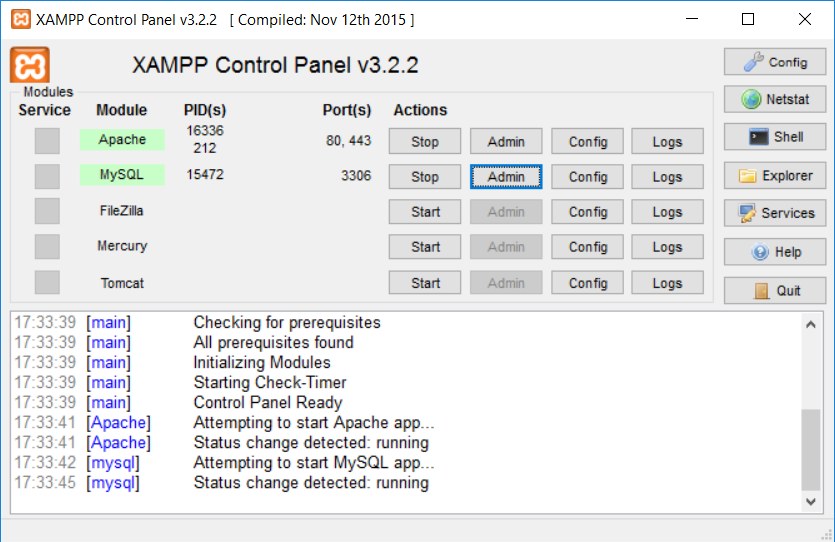 XAMPP Control Panel v3.2.2 [ Compiled: Nov 12th 2015 ]
XAMPP Control Panel v3.2.2
Config
Modules
Service Module PID(s) Port(s) Actions
Netstat
Apache 16336 212 80, 443 Stop Admin Config Logs
Shell
MySQL 15472 3306 Stop Admin Config Logs
Explorer
FileZilla Start Admin Config Logs
Services
Mercury Start Admin Config Logs
Help
Tomcat Start Admin Config Logs
Quit
17:33:39 [main] Checking for prerequisites
17:33:39 [main] All prerequisites found
17:33:39 [main] Initializing Modules
17:33:39 [main] Starting Check-Timer
17:33:39 [main] Control Panel Ready
17:33:41 [Apache] Attempting to start Apache app...
17:33:41 [Apache] Status change detected: running
17:33:42 [mysql] Attempting to start MySQL app...
17:33:45 [mysql] Status change detected: running